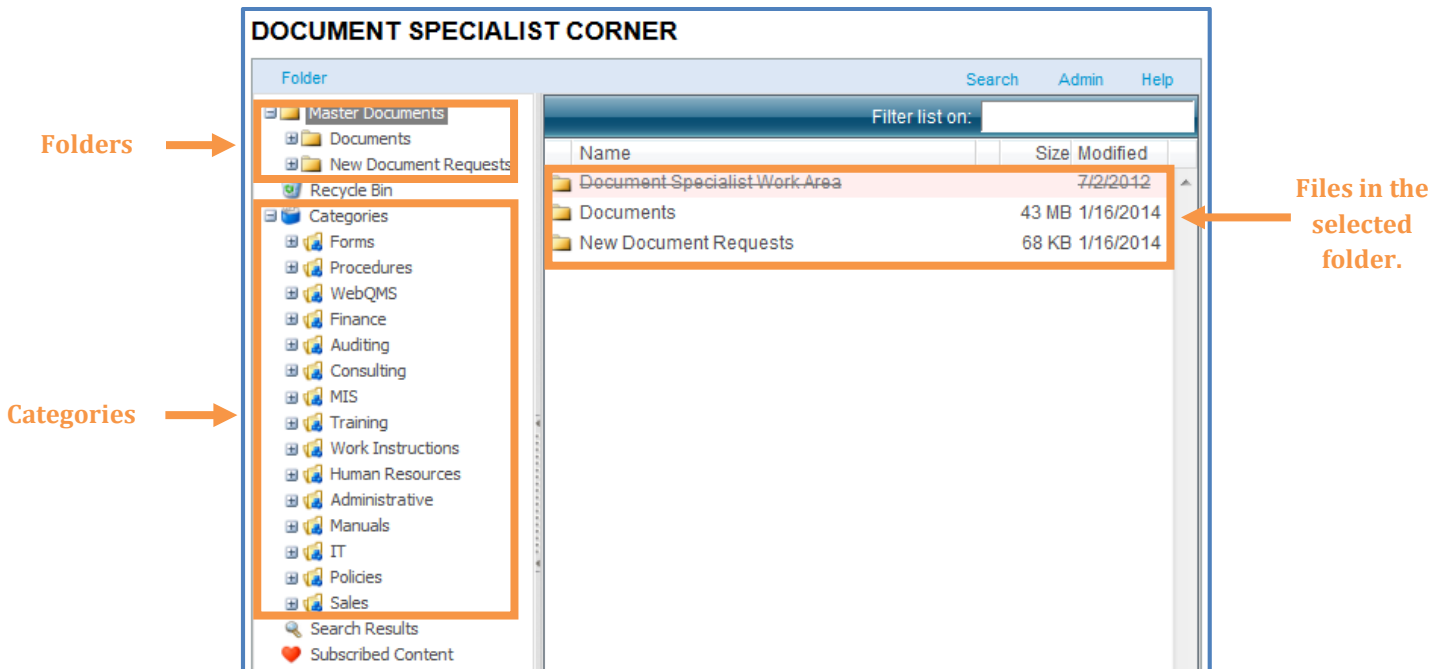 DOCUMENT SPECIALIST CORNER
Folder Search Admin Help
Folders
Master Documents
Documents
New Document Requests
Recycle Bin
Categories
Forms
Procedures
WebQMS
Finance
Auditing
Consulting
MIS
Training
Work Instructions
Human Resources
Administrative
Manuals
IT
Policies
Sales
Search Results
Subscribed Content
Categories
Filter list on:
Name Size Modified
Document Specialist Work Area 7/2/2012
Documents 43 MB 1/16/2014
New Document Requests 68 KB 1/16/2014
Files in the
selected
folder.